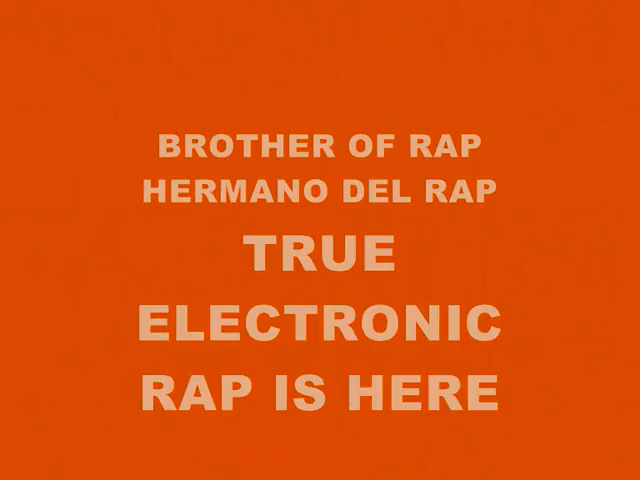 BROTHER OF RAP
HERMANO DEL RAP
TRUE
ELECTRONIC
RAP IS HERE